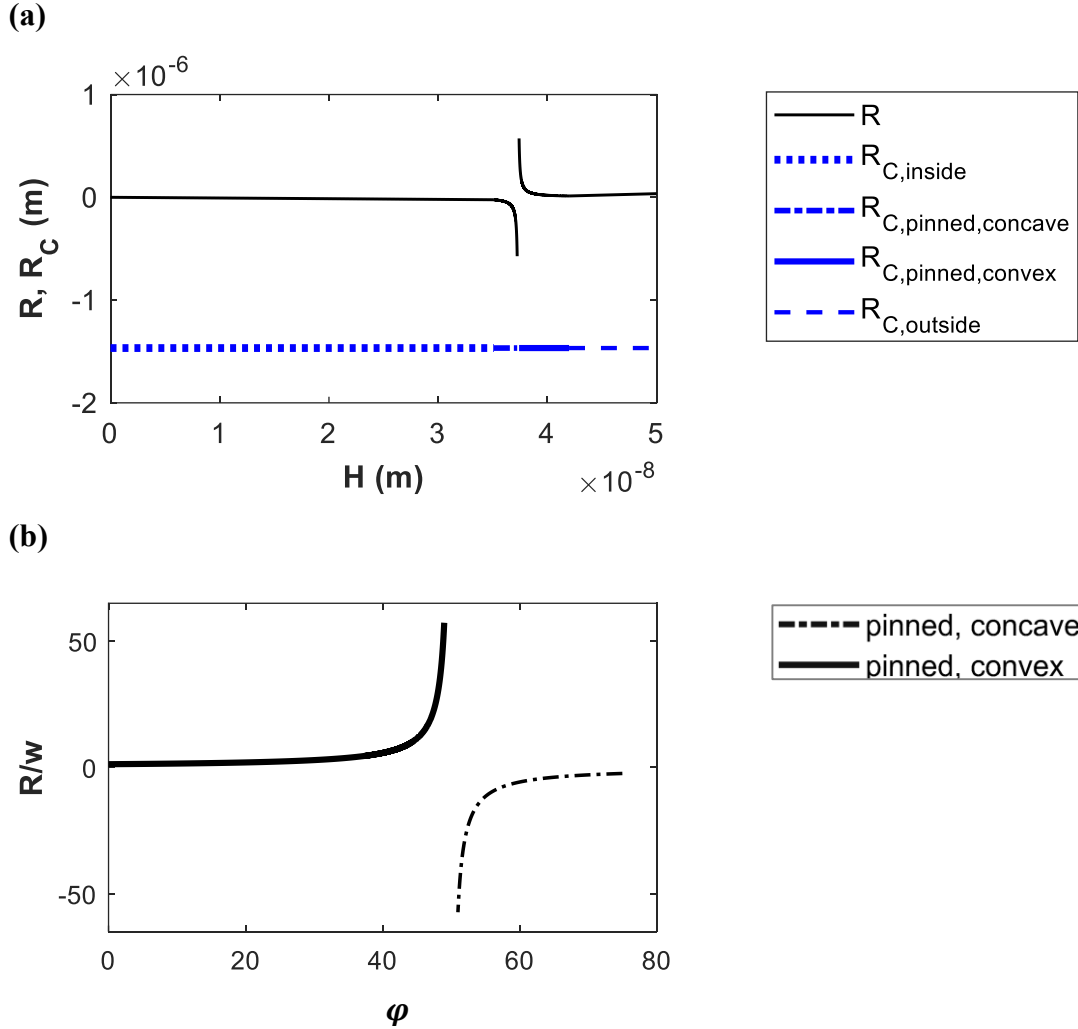 (a)
×10⁻⁶
1
0
-1
-2
R, R_C (m)
0 1 2 3 4 5
H (m)
×10⁻⁸
R
R_C,inside
R_C,pinned,concave
R_C,pinned,convex
R_C,outside
(b)
50
0
-50
R/w
0 20 40 60 80
φ
pinned, concave
pinned, convex